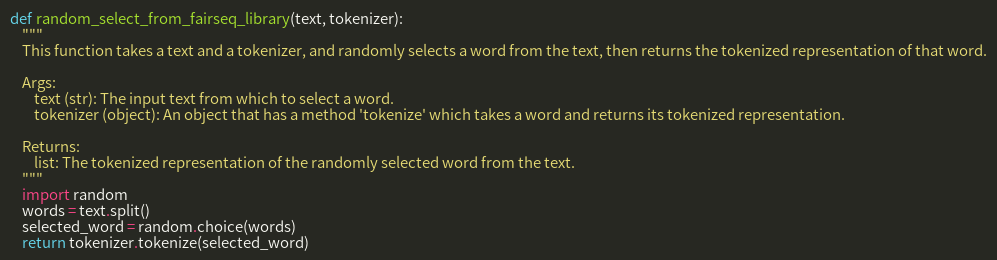 def random_select_from_fairseq_library(text, tokenizer):
    """
    This function takes a text and a tokenizer, and randomly selects a word from the text, then returns the tokenized representation of that word.

    Args:
        text (str): The input text from which to select a word.
        tokenizer (object): An object that has a method 'tokenize' which takes a word and returns its tokenized representation.

    Returns:
        list: The tokenized representation of the randomly selected word from the text.
    """
    import random
    words = text.split()
    selected_word = random.choice(words)
    return tokenizer.tokenize(selected_word)